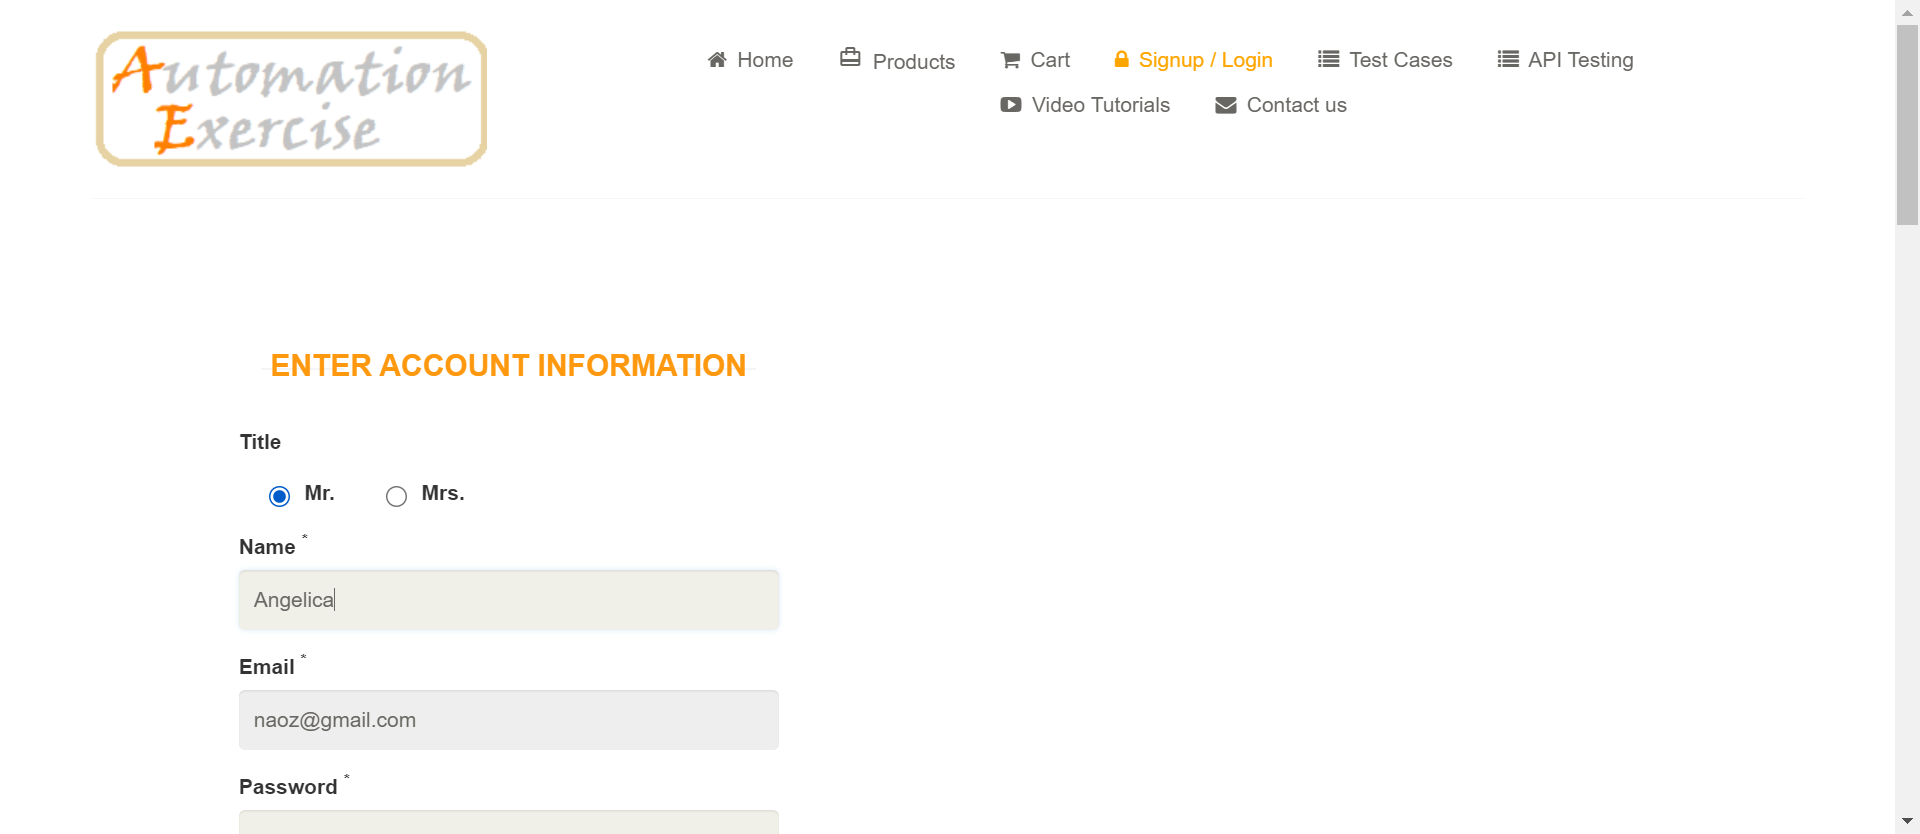 Automation
Exercise
Home
Products
Cart
Signup / Login
Test Cases
API Testing
Video Tutorials
Contact us
ENTER ACCOUNT INFORMATION
Title
Mr.
Mrs.
Name *
Angelica
Email *
naoz@gmail.com
Password *